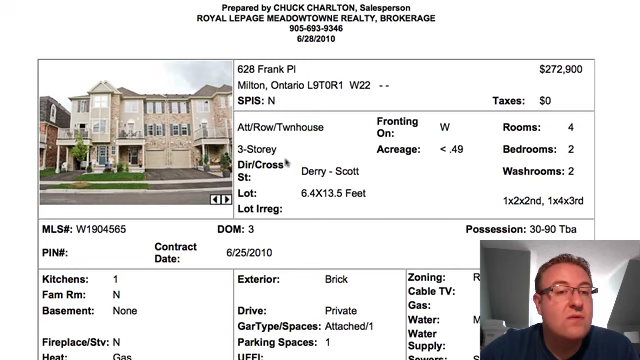 Prepared by CHUCK CHARLTON, Salesperson
ROYAL LEPAGE MEADOWTOWNE REALTY, BROKERAGE
905-693-9346
6/28/2010
628 Frank Pl $272,900
Milton, Ontario L9T0R1 W22 - -
SPIS: N Taxes: $0
Att/Row/Twnhouse Fronting On: W Rooms: 4
3-Storey Acreage: < .49 Bedrooms: 2
Dir/Cross St: Derry - Scott Washrooms: 2
Lot: 6.4X13.5 Feet 1x2x2nd, 1x4x3rd
Lot Irreg:
MLS#: W1904565 DOM: 3 Possession: 30-90 Tba
PIN#: Contract Date: 6/25/2010
Kitchens: 1 Exterior: Brick Zoning:
Fam Rm: N Cable TV:
Basement: None Drive: Private Gas:
GarType/Spaces: Attached/1 Water:
Fireplace/Stv: N Parking Spaces: 1 Water Supply:
Heat: Gas UFFI: Sewers: